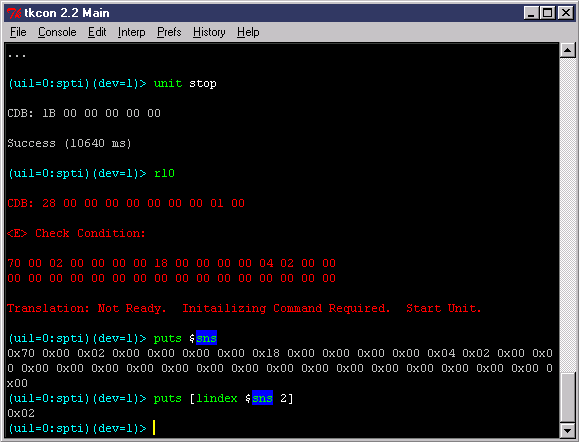 tkcon 2.2 Main
File Console Edit Interp Prefs History Help
...
(uil=0:spti)(dev=1)> unit stop
CDB: 1B 00 00 00 00 00
Success (10640 ms)
(uil=0:spti)(dev=1)> r10
CDB: 28 00 00 00 00 00 00 00 01 00
<E> Check Condition:
70 00 02 00 00 00 00 18 00 00 00 00 04 02 00 00
00 00 00 00 00 00 00 00 00 00 00 00 00 00 00 00
Translation: Not Ready.  Initailizing Command Required.  Start Unit.
(uil=0:spti)(dev=1)> puts $sns
0x70 0x00 0x02 0x00 0x00 0x00 0x00 0x18 0x00 0x00 0x00 0x00 0x04 0x02 0x00 0x0
0 0x00 0x00 0x00 0x00 0x00 0x00 0x00 0x00 0x00 0x00 0x00 0x00 0x00 0x00 0x00 0
x00
(uil=0:spti)(dev=1)> puts [lindex $sns 2]
0x02
(uil=0:spti)(dev=1)>